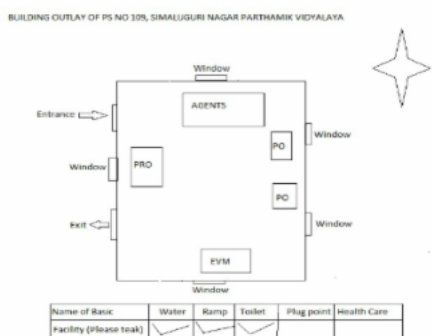 BUILDING OUTLAY OF PS NO 109, SIMALUGURI NAGAR PARTHAMIK VIDYALAYA
Window
AGENTS
Entrance
Window
PO
Window
PRO
PO
Exit
Window
EVM
Window
Name of Basic Water Ramp Toilet Plug point Health Care
Facility (Please teak)